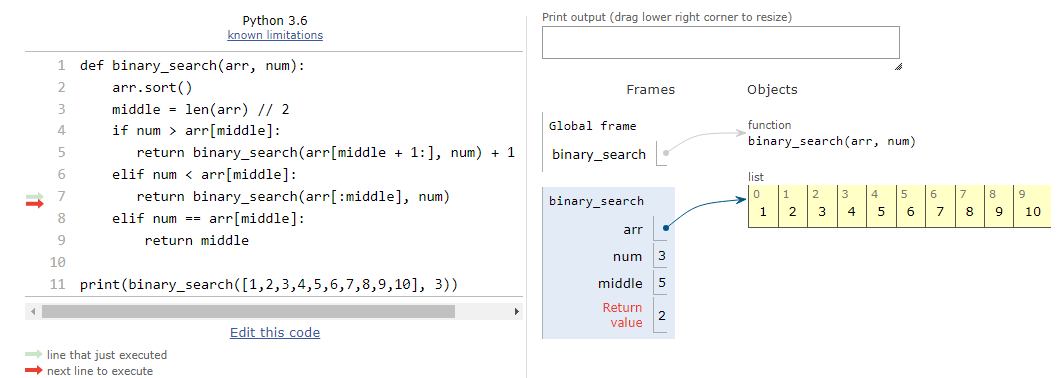 Python 3.6
known limitations
1 def binary_search(arr, num):
2     arr.sort()
3     middle = len(arr) // 2
4     if num > arr[middle]:
5        return binary_search(arr[middle + 1:], num) + 1
6     elif num < arr[middle]:
7        return binary_search(arr[:middle], num)
8     elif num == arr[middle]:
9         return middle
10
11 print(binary_search([1,2,3,4,5,6,7,8,9,10], 3))
Edit this code
line that just executed
next line to execute
Print output (drag lower right corner to resize)
Frames Objects
Global frame
binary_search
function
binary_search(arr, num)
list
0 1 2 3 4 5 6 7 8 9
1 2 3 4 5 6 7 8 9 10
binary_search
arr
num 3
middle 5
Return
value 2